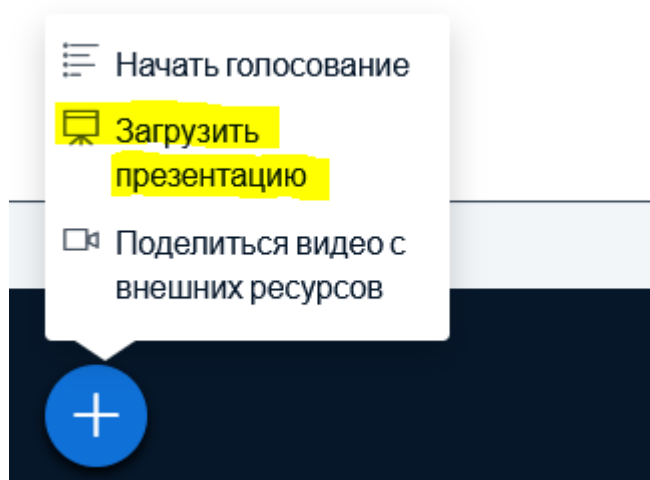 Начать голосование
Загрузить
презентацию
Поделиться видео с
внешних ресурсов